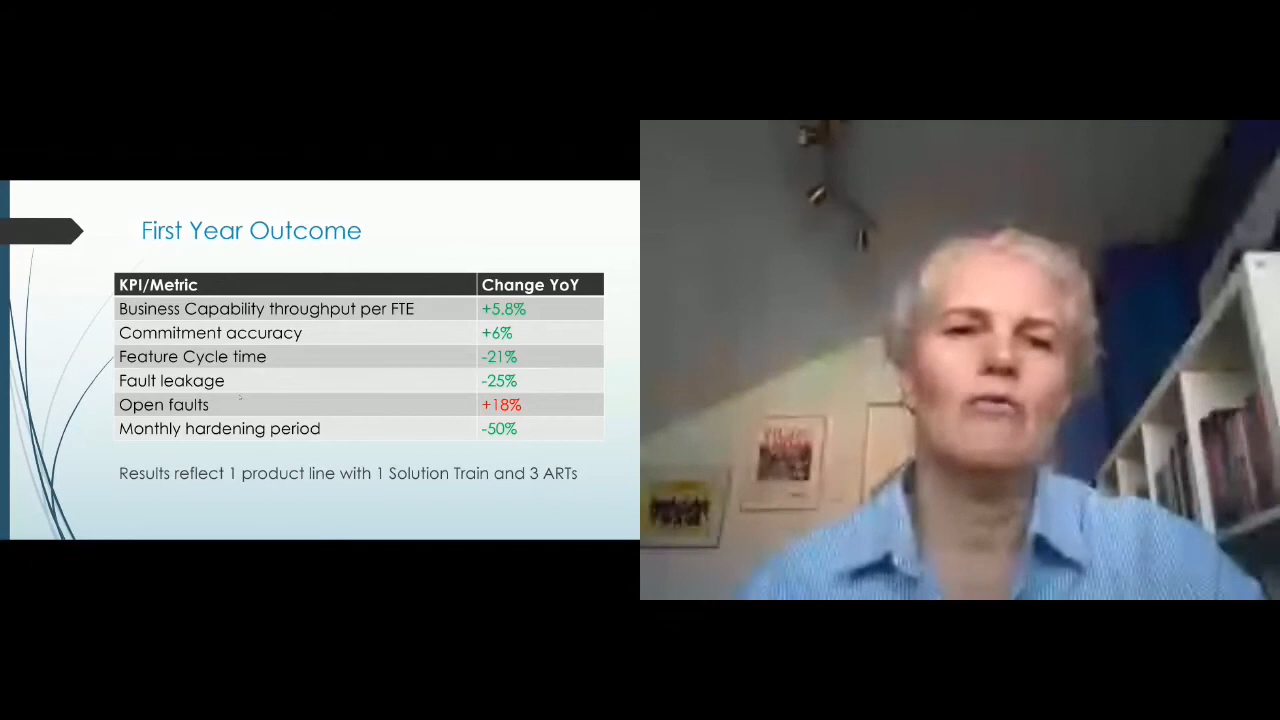 First Year Outcome
KPI/Metric Change YoY
Business Capability throughput per FTE +5.8%
Commitment accuracy +6%
Feature Cycle time -21%
Fault leakage -25%
Open faults +18%
Monthly hardening period -50%
Results reflect 1 product line with 1 Solution Train and 3 ARTs